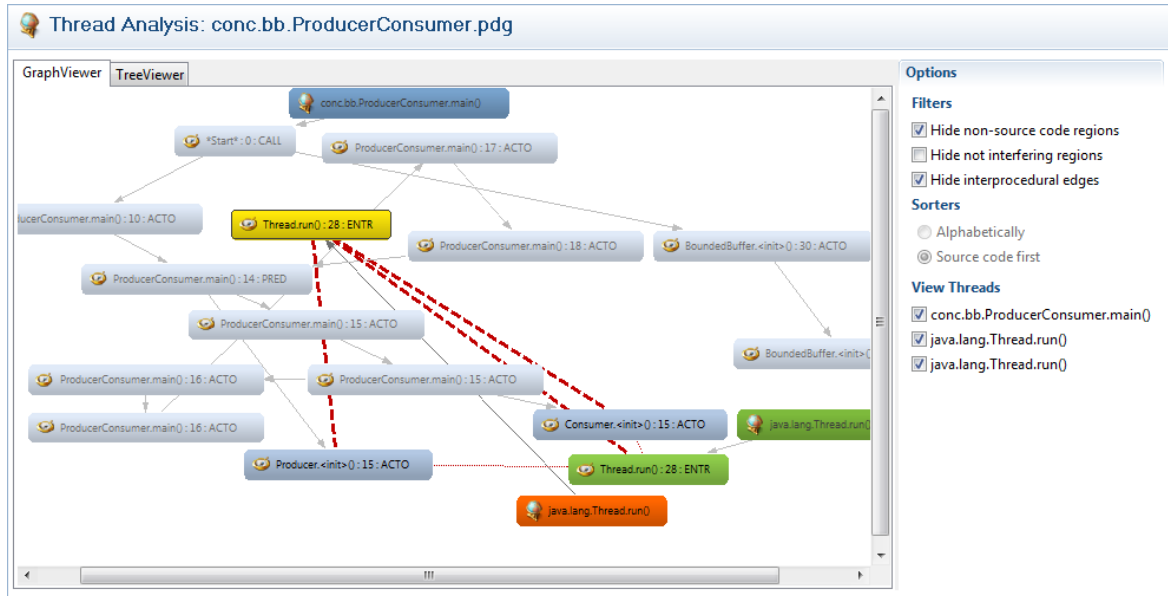 Thread Analysis: conc.bb.ProducerConsumer.pdg
GraphViewer
TreeViewer
conc.bb.ProducerConsumer.main()
*Start* : 0 : CALL
ProducerConsumer.main() : 17 : ACTO
ducerConsumer.main() : 10 : ACTO
Thread.run() : 28 : ENTR
ProducerConsumer.main() : 18 : ACTO
BoundedBuffer.<init>() : 30 : ACTO
ProducerConsumer.main() : 14 : PRED
ProducerConsumer.main() : 15 : ACTO
BoundedBuffer.<init>()
ProducerConsumer.main() : 16 : ACTO
ProducerConsumer.main() : 15 : ACTO
ProducerConsumer.main() : 16 : ACTO
Consumer.<init>() : 15 : ACTO
java.lang.Thread.run()
Producer.<init>() : 15 : ACTO
Thread.run() : 28 : ENTR
java.lang.Thread.run()
Options
Filters
Hide non-source code regions
Hide not interfering regions
Hide interprocedural edges
Sorters
Alphabetically
Source code first
View Threads
conc.bb.ProducerConsumer.main()
java.lang.Thread.run()
java.lang.Thread.run()